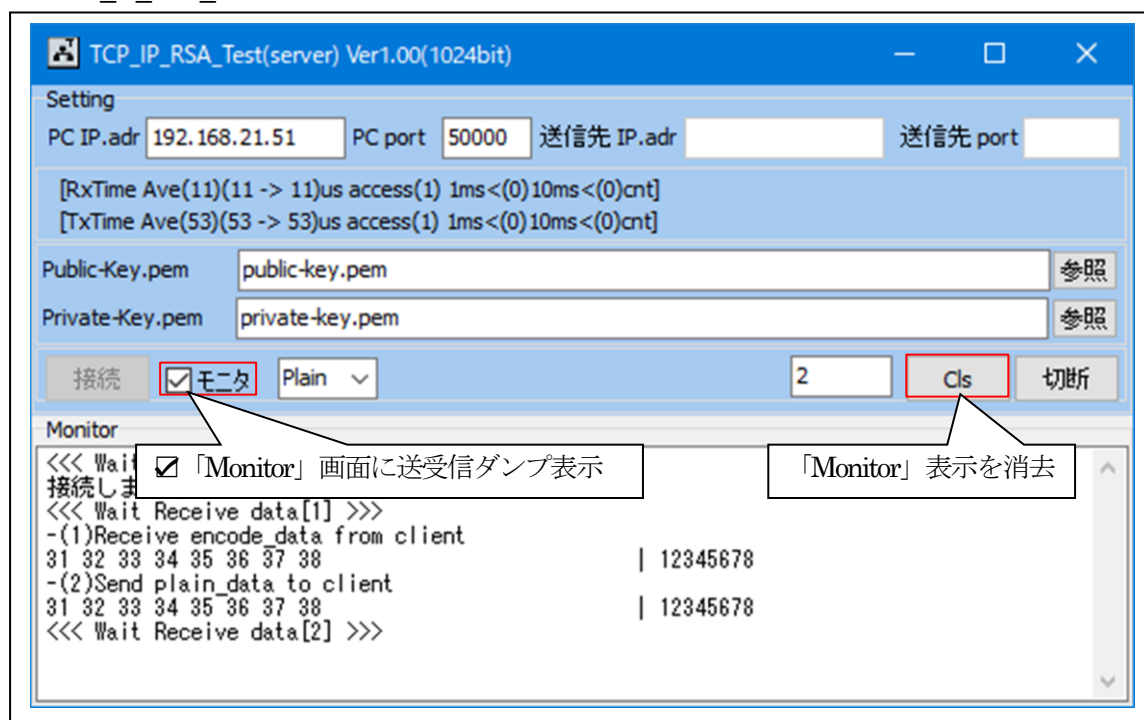 TCP_IP_RSA_Test(server) Ver1.00(1024bit)
Setting
PC IP.adr 192.168.21.51 PC port 50000 送信先 IP.adr 送信先 port
[RxTime Ave(11)(11 -> 11)us access(1) 1ms<(0)10ms<(0)cnt]
[TxTime Ave(53)(53 -> 53)us access(1) 1ms<(0)10ms<(0)cnt]
Public-Key.pem public-key.pem 参照
Private-Key.pem private-key.pem 参照
接続 モニタ Plain 2 Cls 切断
Monitor
<<< Wait
☑「Monitor」画面に送受信ダンプ表示 「Monitor」表示を消去
接続しま
<<< Wait Receive data[1] >>>
-(1)Receive encode_data from client
31 32 33 34 35 36 37 38 | 12345678
-(2)Send plain_data to client
31 32 33 34 35 36 37 38 | 12345678
<<< Wait Receive data[2] >>>